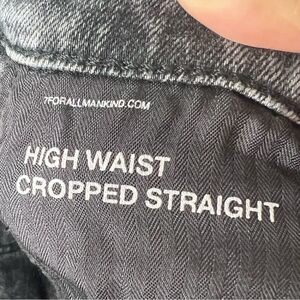 7FORALLMANKIND.COM
HIGH WAIST
CROPPED STRAIGHT